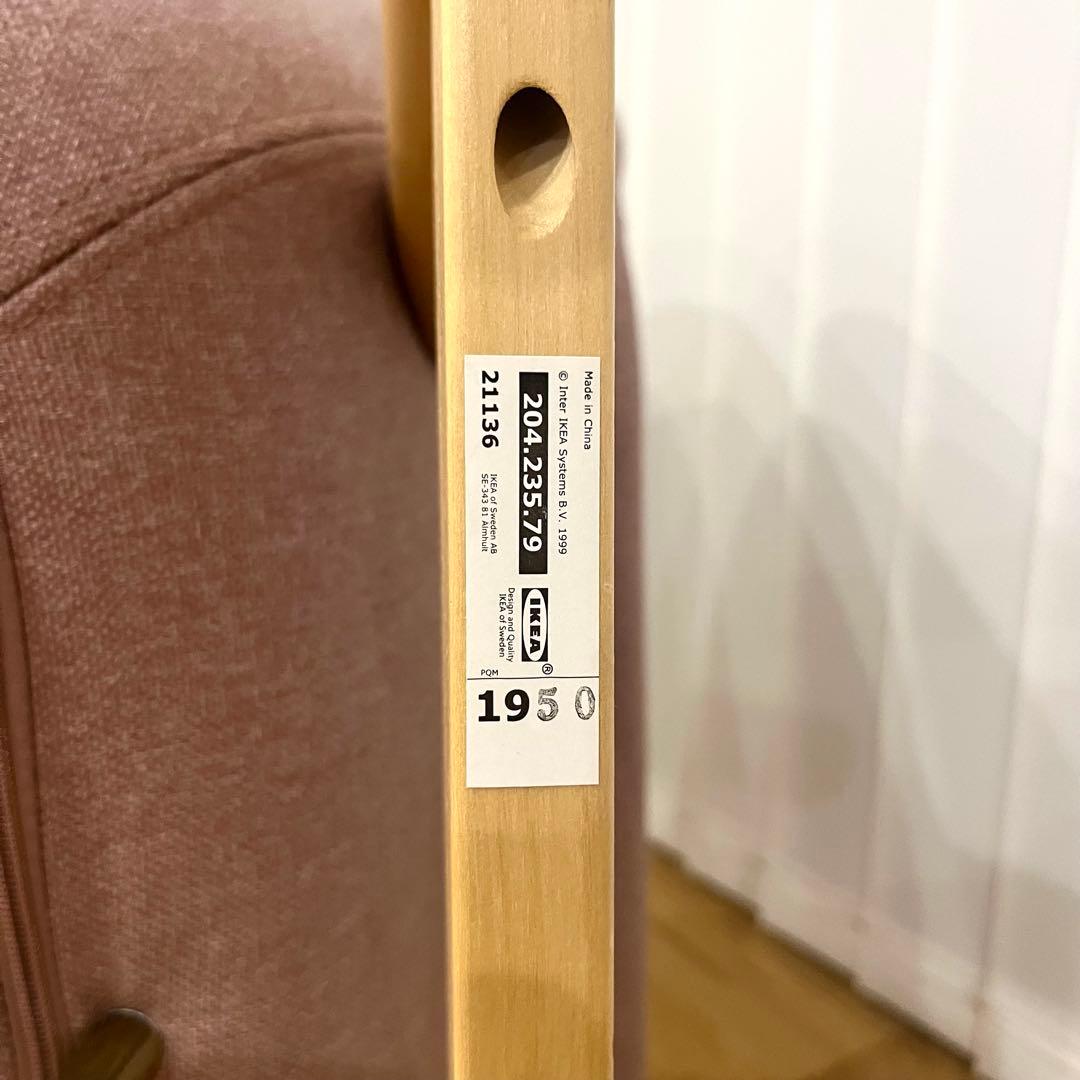 Made in China
© Inter IKEA Systems B.V. 1999
204.235.79
21136
IKEA of Sweden AB
SE-343 81 Älmhult
IKEA®
Design and Quality
IKEA of Sweden
PQM
1950